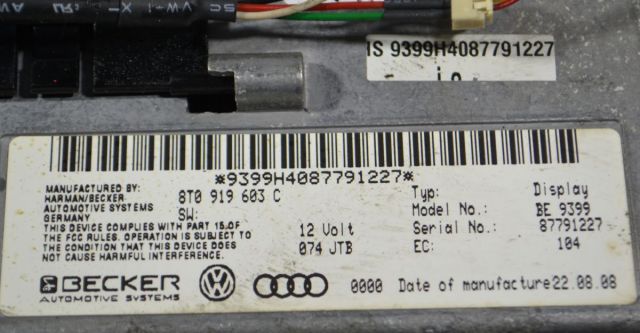 IS 9399H4087791227
*9399H4087791227*
MANUFACTURED BY:
HARMAN/BECKER
AUTOMOTIVE SYSTEMS
GERMANY
8T0 919 603 C
SW:
Typ: Display
Model No.: BE 9399
THIS DEVICE COMPLIES WITH PART 15.OF
THE FCC RULES. OPERATION IS SUBJECT TO
THE CONDITION THAT THIS DEVICE DOES
NOT CAUSE HARMFUL INTERFERENCE.
12 Volt
074 JTB
Serial No.: 87791227
EC: 104
BECKER
AUTOMOTIVE SYSTEMS
0000 Date of manufacture 22.08.08